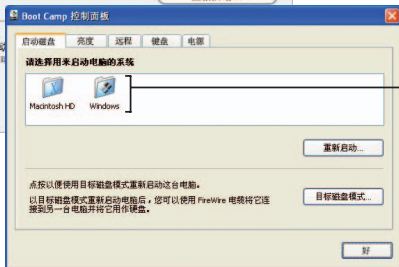 Boot Camp 控制面板
启动磁盘 亮度 远程 键盘 电源
请选择用来启动电脑的系统
Macintosh HD Windows
重新启动...
点按以便使用目标磁盘模式重新启动这台电脑。
以目标磁盘模式重新启动电脑后，您可以使用 FireWire 电缆将它连
接到另一台电脑并将它用作硬盘。
目标磁盘模式...
好